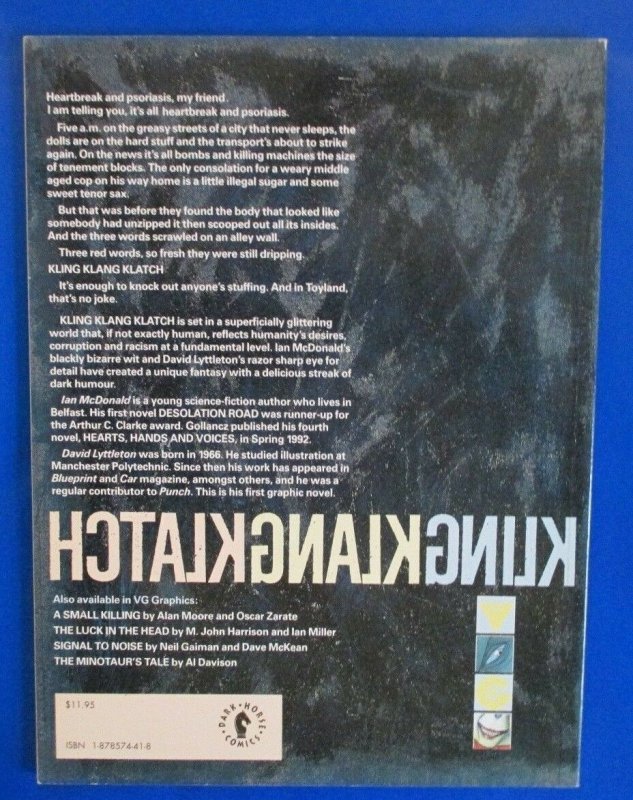 Heartbreak and psoriasis, my friend.
I am telling you, it's all heartbreak and psoriasis.
Five a.m. on the greasy streets of a city that never sleeps, the
dolls are on the hard stuff and the transport's about to strike
again. On the news it's all bombs and killing machines the size
of tenement blocks. The only consolation for a weary middle
aged cop on his way home is a little illegal sugar and some
sweet tenor sax.
But that was before they found the body that looked like
somebody had unzipped it then scooped out all its insides.
And the three words scrawled on an alley wall.
Three red words, so fresh they were still dripping.
KLING KLANG KLATCH
It's enough to knock out anyone's stuffing. And in Toyland,
that's no joke.
KLING KLANG KLATCH is set in a superficially glittering
world that, if not exactly human, reflects humanity's desires,
corruption and racism at a fundamental level. Ian McDonald's
blackly bizarre wit and David Lyttleton's razor sharp eye for
detail have created a unique fantasy with a delicious streak of
dark humour.
Ian McDonald is a young science-fiction author who lives in
Belfast. His first novel DESOLATION ROAD was runner-up for
the Arthur C. Clarke award. Gollancz published his fourth
novel, HEARTS, HANDS AND VOICES, in Spring 1992.
David Lyttleton was born in 1966. He studied illustration at
Manchester Polytechnic. Since then his work has appeared in
Blueprint and Car magazine, amongst others, and he was a
regular contributor to Punch. This is his first graphic novel.
KLINGKLANGKLATCH
Also available in VG Graphics:
A SMALL KILLING by Alan Moore and Oscar Zarate
THE LUCK IN THE HEAD by M. John Harrison and Ian Miller
SIGNAL TO NOISE by Neil Gaiman and Dave McKean
THE MINOTAUR'S TALE by Al Davison
V
G
$11.95
DARK HORSE COMICS
ISBN 1-878574-41-8